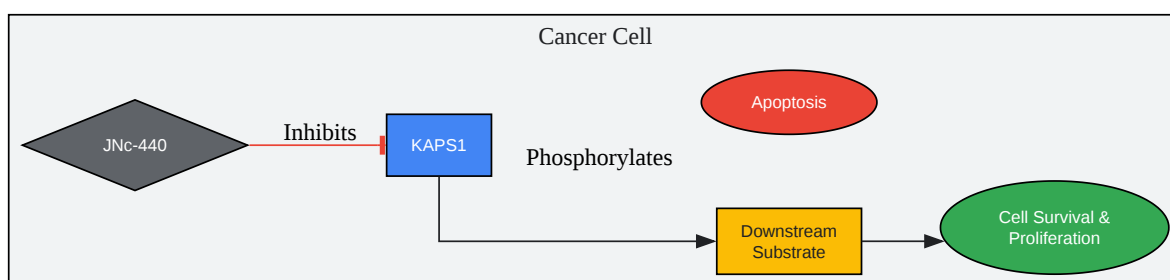 Cancer Cell
Apoptosis
JNc-440
Inhibits
KAPS1
Phosphorylates
Downstream
Substrate
Cell Survival &
Proliferation